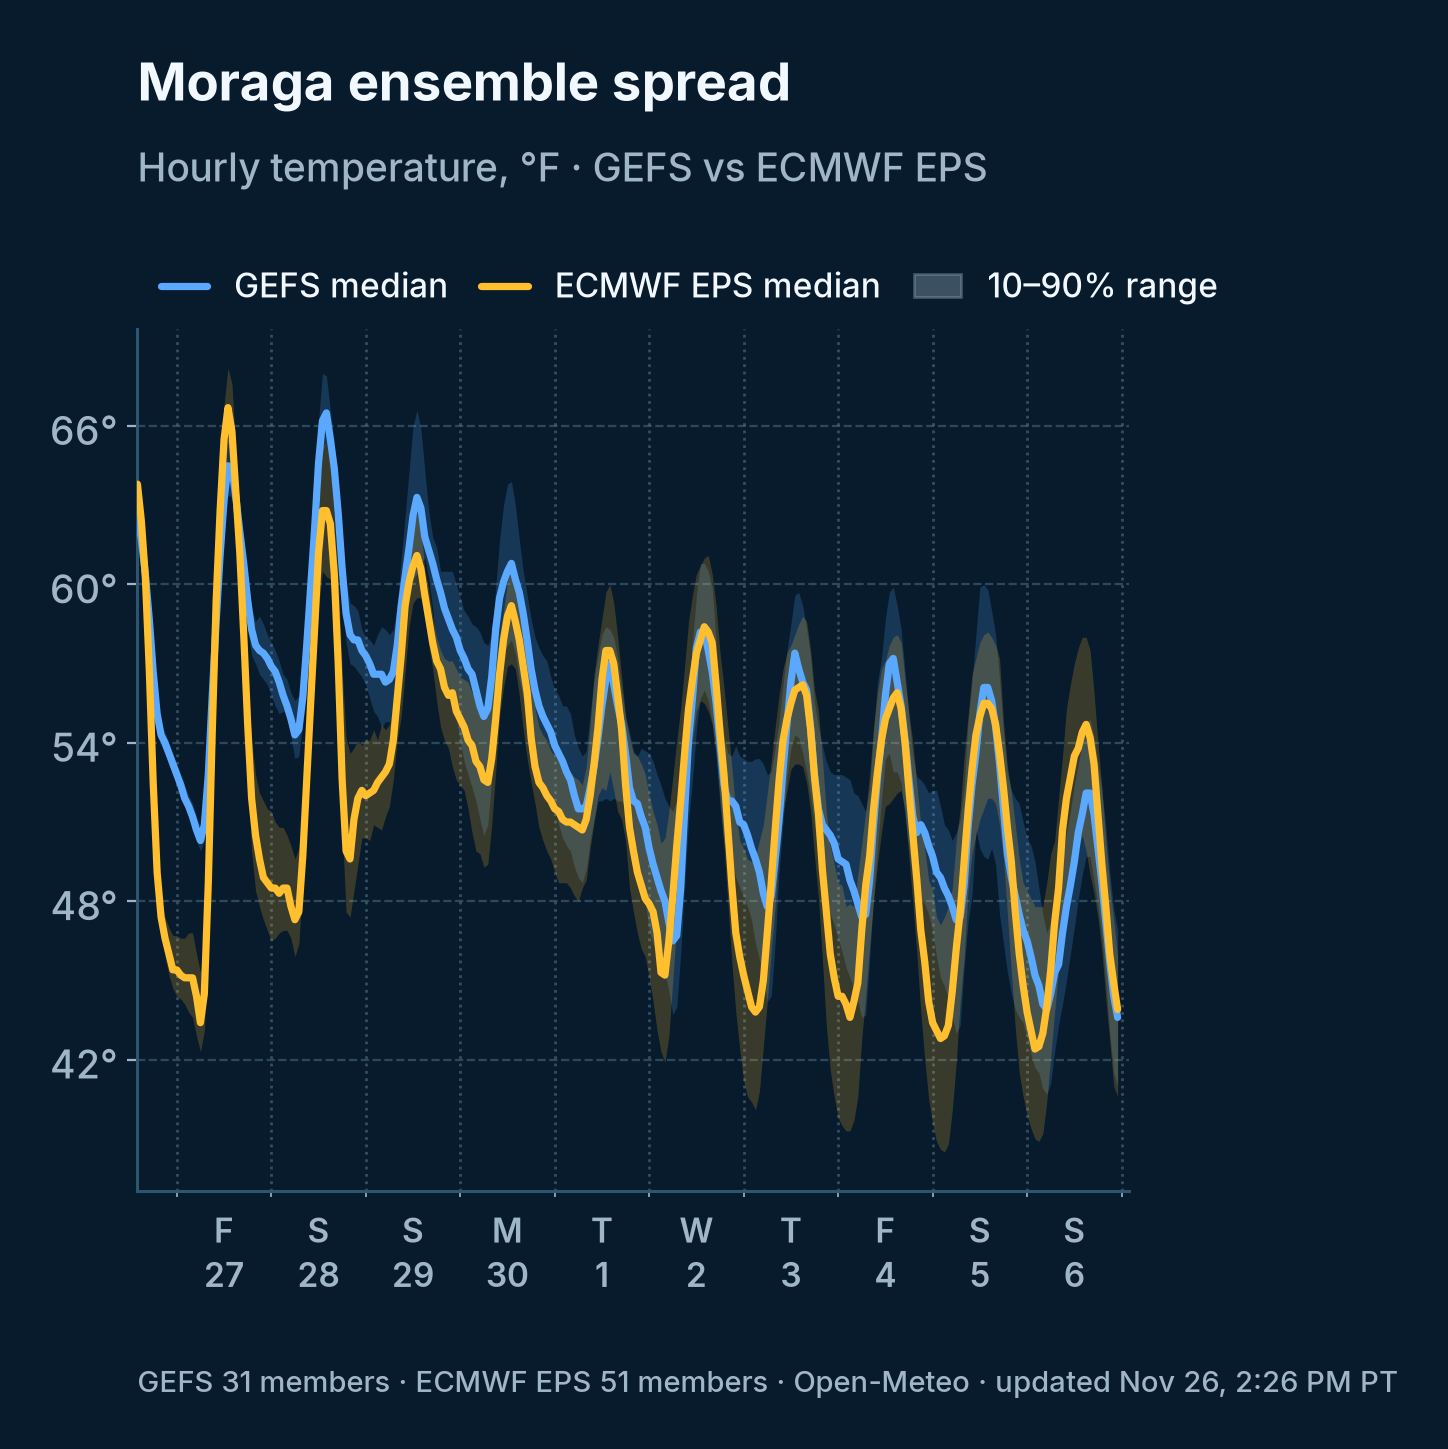 Moraga ensemble spread
Hourly temperature, °F · GEFS vs ECMWF EPS
GEFS median ECMWF EPS median 10–90% range
66°
60°
54°
48°
42°
F S S M T W T F S S
27 28 29 30 1 2 3 4 5 6
GEFS 31 members · ECMWF EPS 51 members · Open-Meteo · updated Nov 26, 2:26 PM PT